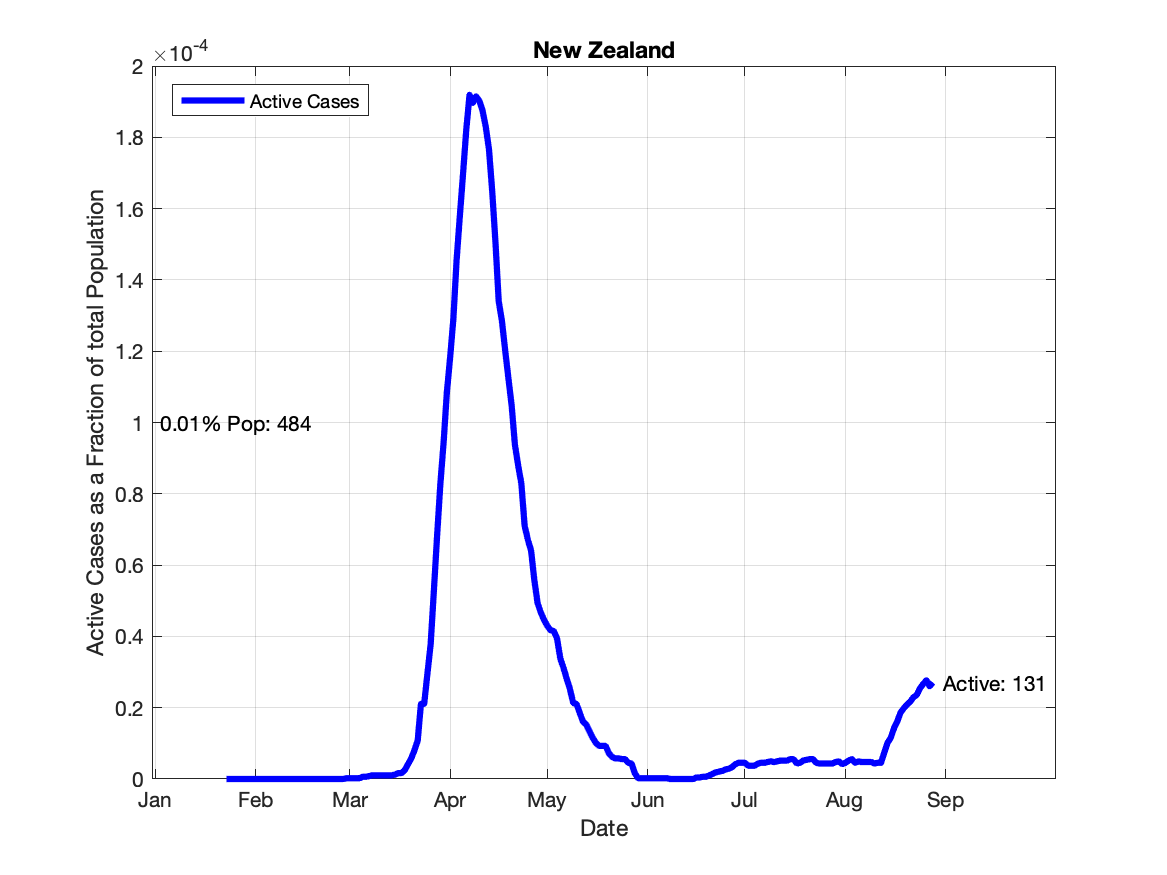 New Zealand
×10-4
2
Active Cases
1.8
1.6
1.4
1.2
1
0.01% Pop: 484
0.8
0.6
0.4
0.2
0
Active: 131
Active Cases as a Fraction of total Population
Jan Feb Mar Apr May Jun Jul Aug Sep
Date